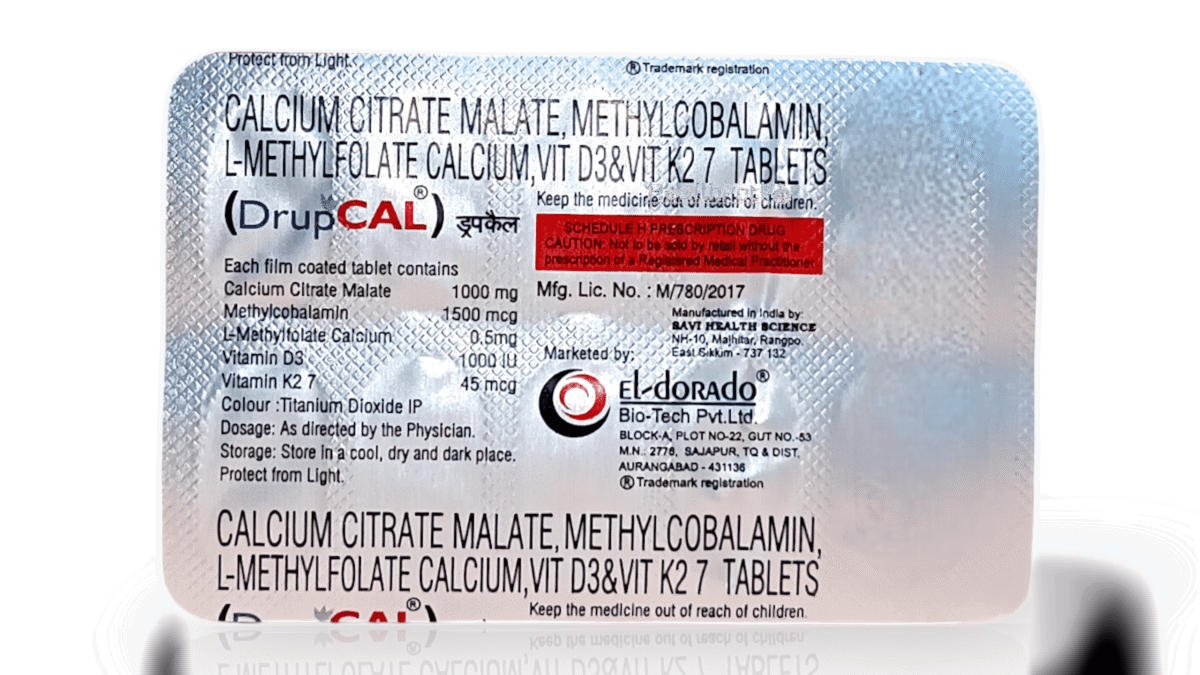 Protect from Light.
® Trademark registration
CALCIUM CITRATE MALATE, METHYLCOBALAMIN,
L-METHYLFOLATE CALCIUM, VIT D3&VIT K2 7 TABLETS
(DrupCAL®) ड्रपकैल
Keep the medicine out of reach of children.
SCHEDULE H PRESCRIPTION DRUG
CAUTION: Not to be sold by retail without the
prescription of a Registered Medical Practitioner
Each film coated tablet contains
Calcium Citrate Malate 1000 mg
Methylcobalamin 1500 mcg
L-Methylfolate Calcium 0.5mg
Vitamin D3 1000 IU
Vitamin K2 7 45 mcg
Colour :Titanium Dioxide IP
Dosage: As directed by the Physician.
Storage: Store in a cool, dry and dark place.
Protect from Light.
Mfg. Lic. No. : M/780/2017
Manufactured in India by:
SAVI HEALTH SCIENCE
NH-10, Majhitar, Rangpo.
East Sikkim - 737 132
Marketed by:
El-dORADO®
Bio-Tech Pvt.Ltd.
BLOCK-A, PLOT NO-22, GUT NO.-53
M.N.: 2776, SAJAPUR, TQ & DIST.
AURANGABAD - 431136
® Trademark registration
CALCIUM CITRATE MALATE, METHYLCOBALAMIN,
L-METHYLFOLATE CALCIUM, VIT D3&VIT K2 7 TABLETS
(DrupCAL®)
Keep the medicine out of reach of children.